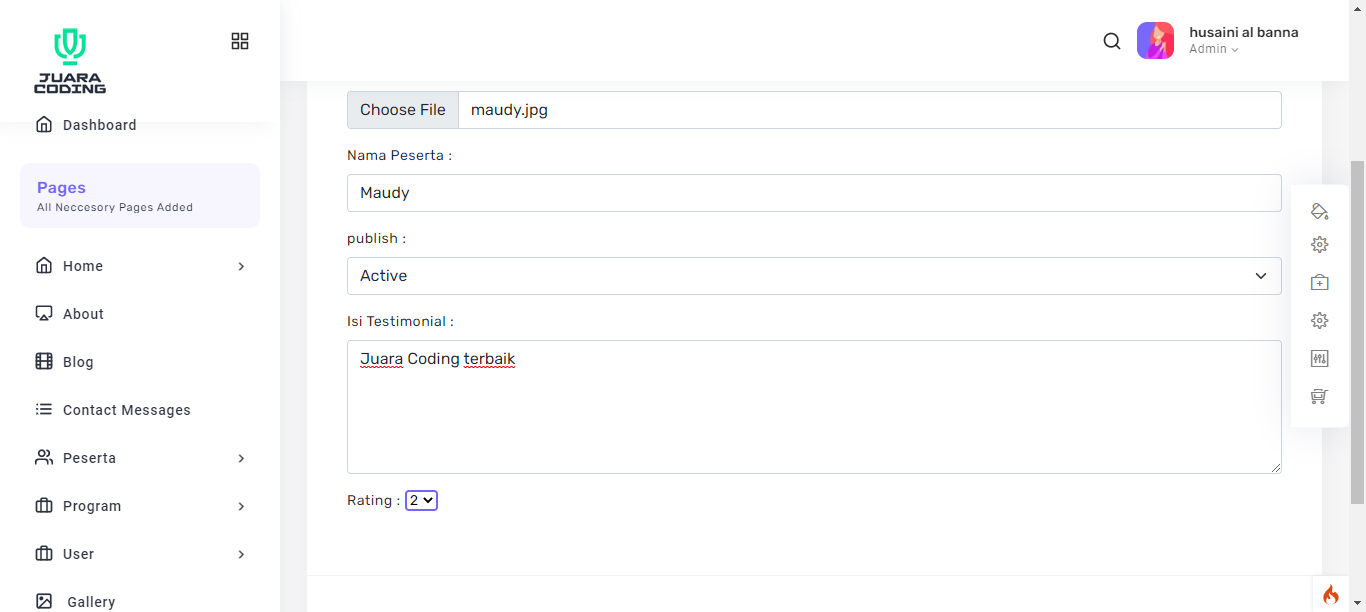 JUARA
CODING
husaini al banna
Admin
Dashboard
Pages
All Neccesory Pages Added
Home
About
Blog
Contact Messages
Peserta
Program
User
Gallery
Choose File maudy.jpg
Nama Peserta :
Maudy
publish :
Active
Isi Testimonial :
Juara Coding terbaik
Rating : 2